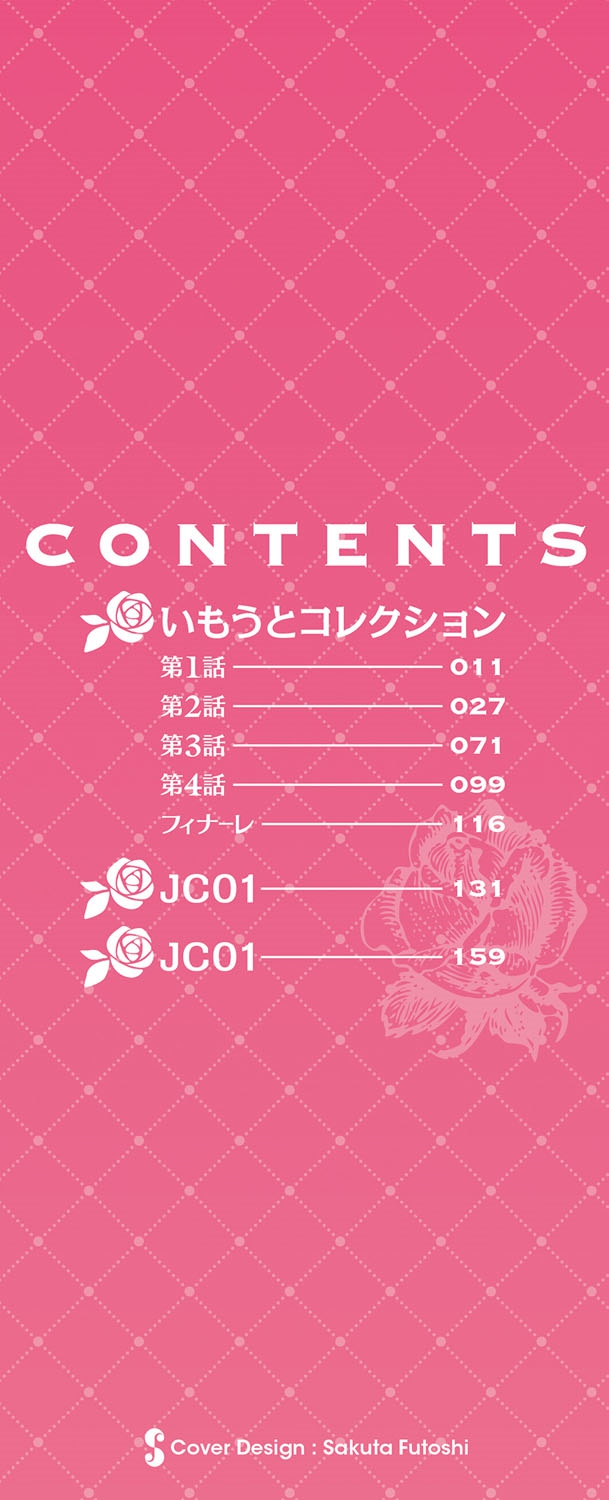 CONTENTS
いもうとコレクション
第1話 011
第2話 027
第3話 071
第4話 099
フィナーレ 116
JC01 131
JC01 159
Cover Design : Sakuta Futoshi